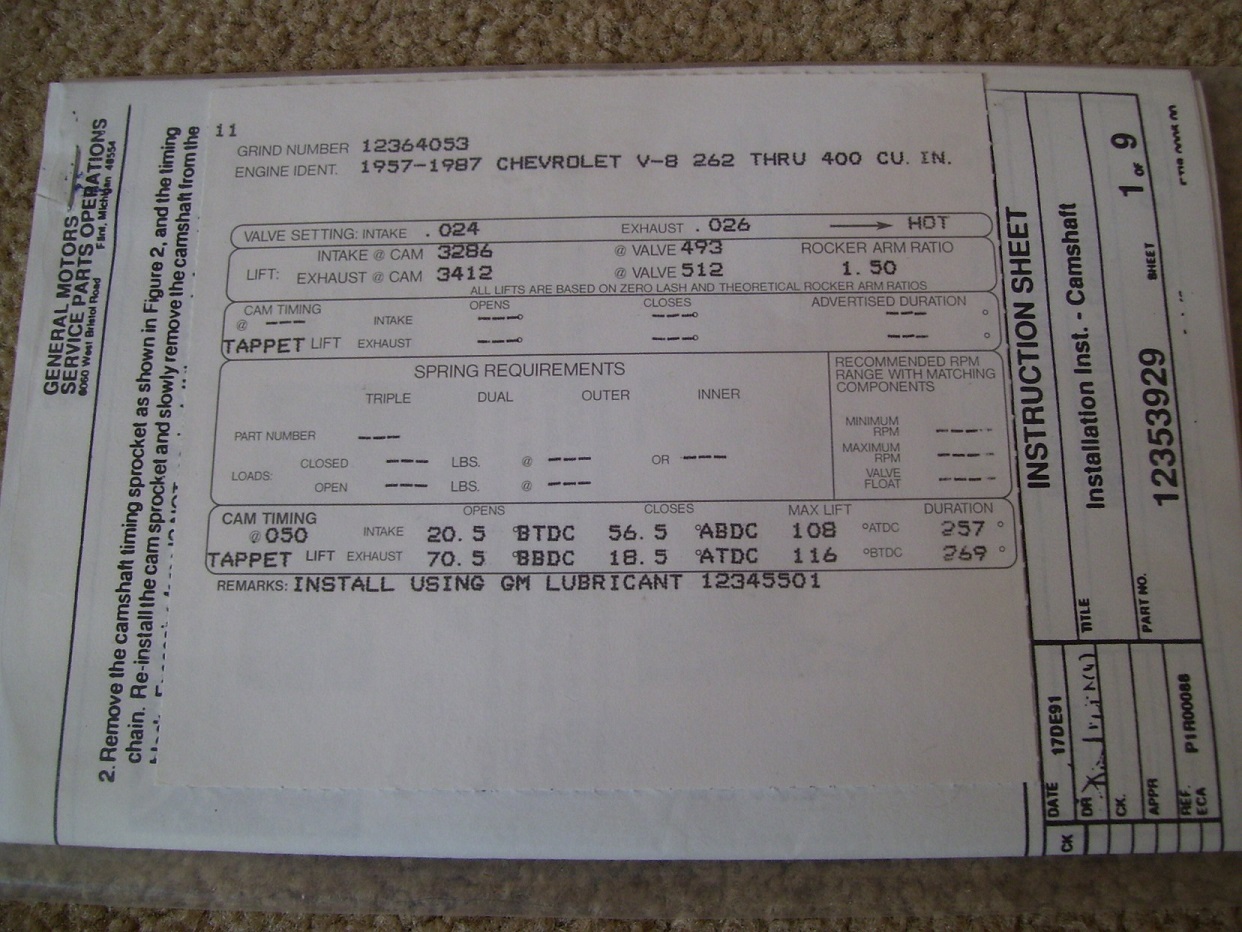 11
GRIND NUMBER 12364053
ENGINE IDENT. 1957-1987 CHEVROLET V-8 262 THRU 400 CU. IN.
VALVE SETTING: INTAKE .024 EXHAUST .026 HOT
LIFT: INTAKE @ CAM 3286 @ VALVE 493 ROCKER ARM RATIO
EXHAUST @ CAM 3412 @ VALVE 512 1.50
ALL LIFTS ARE BASED ON ZERO LASH AND THEORETICAL ROCKER ARM RATIOS
CAM TIMING OPENS CLOSES ADVERTISED DURATION
@ --- INTAKE ---° ---° --- °
TAPPET LIFT EXHAUST ---° ---° --- °
SPRING REQUIREMENTS
TRIPLE DUAL OUTER INNER
PART NUMBER ---
LOADS: CLOSED --- LBS. @ --- OR ---
OPEN --- LBS. @ ---
RECOMMENDED RPM
RANGE WITH MATCHING
COMPONENTS
MINIMUM RPM ----
MAXIMUM RPM ----
VALVE FLOAT ----
CAM TIMING OPENS CLOSES MAX LIFT DURATION
@ 050 INTAKE 20.5 °BTDC 56.5 °ABDC 108 °ATDC 257 °
TAPPET LIFT EXHAUST 70.5 °BBDC 18.5 °ATDC 116 °BTDC 269 °
REMARKS: INSTALL USING GM LUBRICANT 12345501
GENERAL MOTORS
SERVICE PARTS OPERATIONS
6060 West Bristol Road Flint, Michigan 48554
2. Remove the camshaft timing sprocket as shown in Figure 2, and the timing
chain. Re-install the cam sprocket and slowly remove the camshaft from the
INSTRUCTION SHEET
TITLE Installation Inst. - Camshaft
PART NO. 12353929 SHEET 1 OF 9
DATE 17DE91
DR
CK.
APPR
REF. P1R00088
ECA
CK